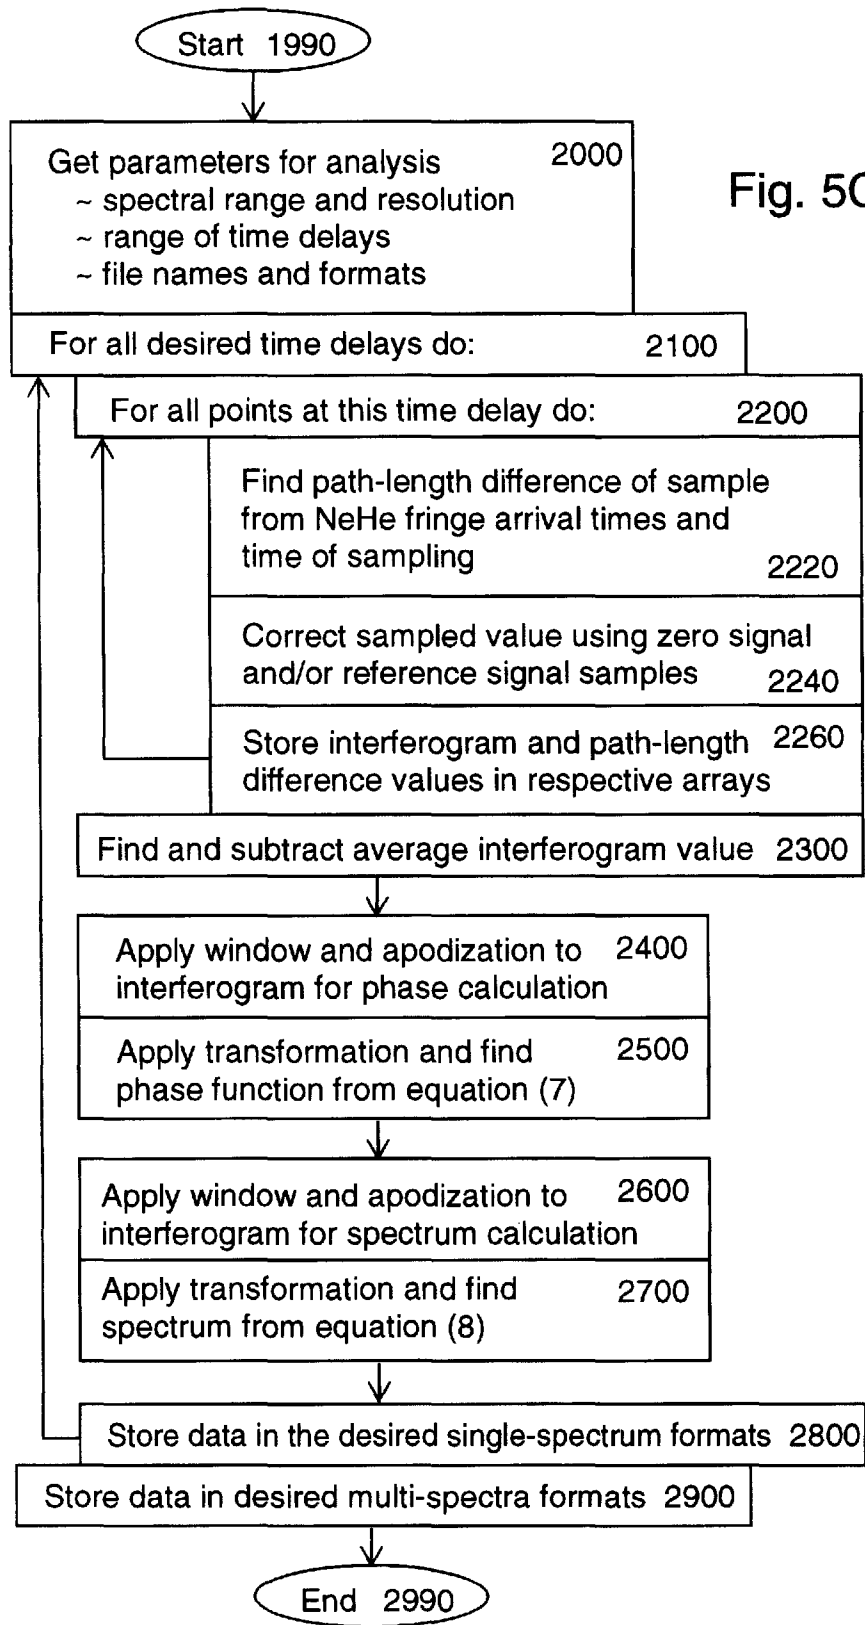 Start 1990
Get parameters for analysis 2000
~ spectral range and resolution
~ range of time delays
~ file names and formats
Fig. 5C
For all desired time delays do: 2100
For all points at this time delay do: 2200
Find path-length difference of sample
from NeHe fringe arrival times and
time of sampling
2220
Correct sampled value using zero signal
and/or reference signal samples 2240
Store interferogram and path-length 2260
difference values in respective arrays
Find and subtract average interferogram value 2300
Apply window and apodization to 2400
interferogram for phase calculation
Apply transformation and find 2500
phase function from equation (7)
Apply window and apodization to 2600
interferogram for spectrum calculation
Apply transformation and find 2700
spectrum from equation (8)
Store data in the desired single-spectrum formats 2800
Store data in desired multi-spectra formats 2900
End 2990